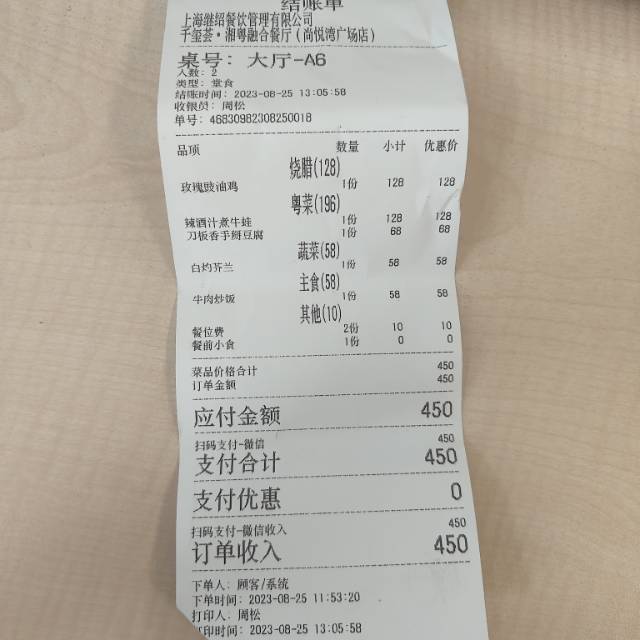 结账单
上海继绍餐饮管理有限公司
千玺荟·湘粤融合餐厅(尚悦湾广场店)
桌号: 大厅-A6
人数: 2
类型: 堂食
结账时间: 2023-08-25 13:05:58
收银员: 周松
单号: 46830982308250018
品项 数量 小计 优惠价
烧腊(128)
玫瑰豉油鸡 1份 128 128
粤菜(196)
辣酒汁煮牛蛙 1份 128 128
刀板香手掰豆腐 1份 68 68
蔬菜(58)
白灼芥兰 1份 58 58
主食(58)
牛肉炒饭 1份 58 58
其他(10)
餐位费 2份 10 10
餐前小食 1份 0 0
菜品价格合计 450
订单金额 450
应付金额 450
扫码支付-微信 450
支付合计 450
支付优惠 0
扫码支付-微信收入 450
订单收入 450
下单人: 顾客/系统
下单时间: 2023-08-25 11:53:20
打印人: 周松
打印时间: 2023-08-25 13:05:58